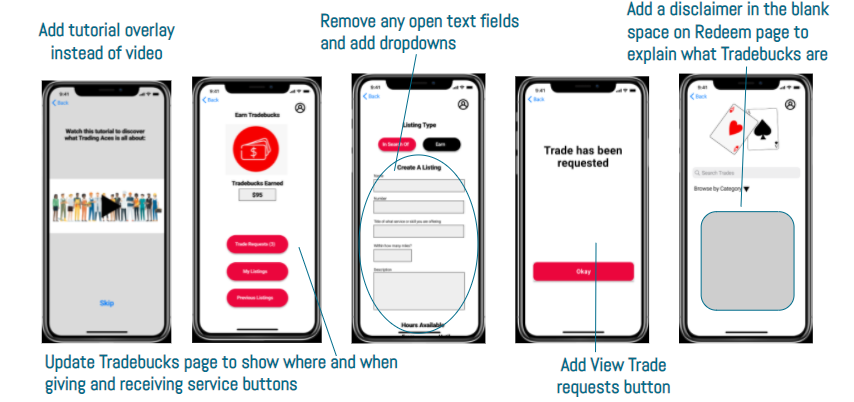 Add tutorial overlay
instead of video
Remove any open text fields
and add dropdowns
Add a disclaimer in the blank
space on Redeem page to
explain what Tradebucks are
9:41
Back
Watch this tutorial to discover
what Trading Aces is all about:
Skip
9:41
Back
Earn Tradebucks
$
Tradebucks Earned
$95
Trade Requests (3)
My Listings
Previous Listings
9:41
Back
Listing Type
In Search Of
Earn
Create A Listing
Name
Number
Title of what service or skill you are offering
Within how many miles?
Description
Hours Available
9:41
Back
Trade has been
requested
Okay
9:41
Back
Search Trades
Browse by Category
Update Tradebucks page to show where and when
giving and receiving service buttons
Add View Trade
requests button